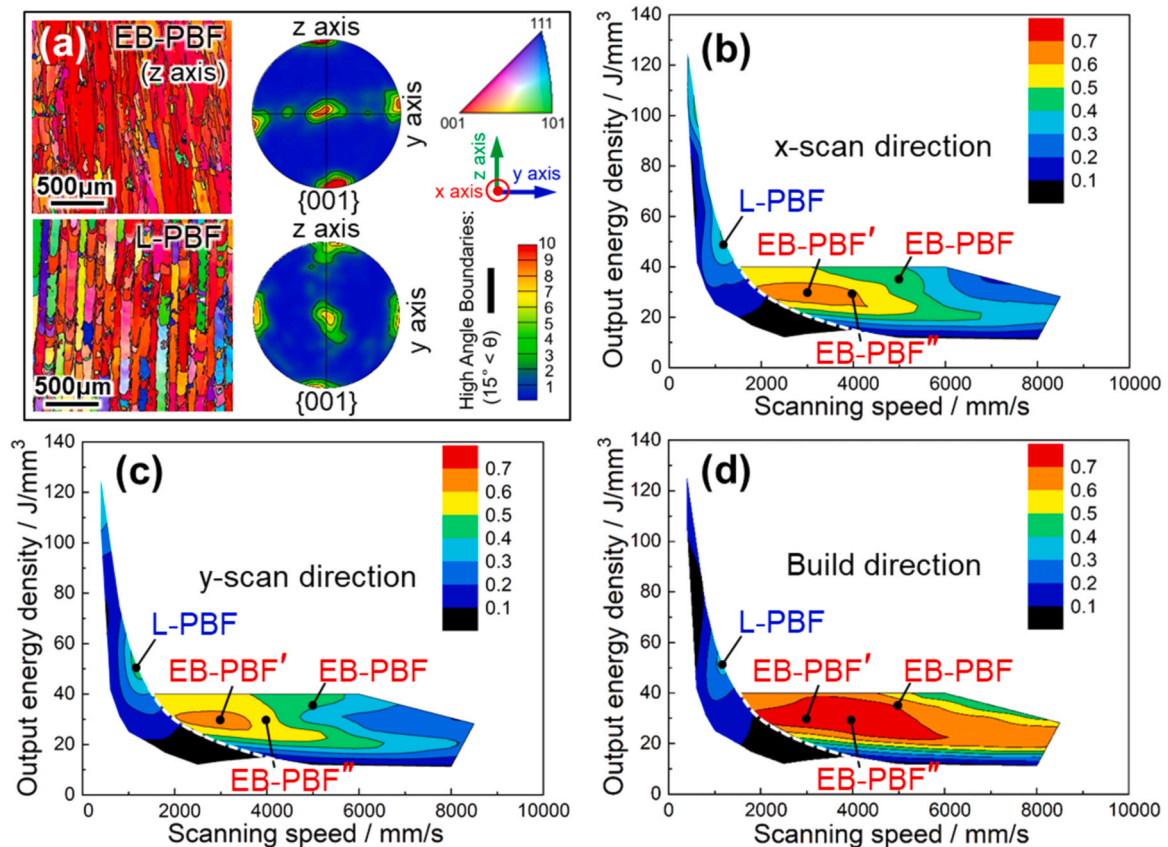 (a)
EB-PBF
(z axis)
500μm
z axis
y axis
{001}
111
001
101
z axis
y axis
x axis
L-PBF
500μm
z axis
y axis
{001}
High Angle Boundaries:
(15° < θ)
10
9
8
7
6
5
4
3
2
1
(b)
Output energy density / J/mm³
140
120
100
80
60
40
20
0
0.7
0.6
0.5
0.4
0.3
0.2
0.1
x-scan direction
L-PBF
EB-PBF′
EB-PBF
EB-PBF″
0
2000
4000
6000
8000
10000
Scanning speed / mm/s
(c)
Output energy density / J/mm³
140
120
100
80
60
40
20
0
0.7
0.6
0.5
0.4
0.3
0.2
0.1
y-scan direction
L-PBF
EB-PBF′
EB-PBF
EB-PBF″
0
2000
4000
6000
8000
10000
Scanning speed / mm/s
(d)
Output energy density / J/mm³
140
120
100
80
60
40
20
0
0.7
0.6
0.5
0.4
0.3
0.2
0.1
Build direction
L-PBF
EB-PBF′
EB-PBF
EB-PBF″
0
2000
4000
6000
8000
10000
Scanning speed / mm/s